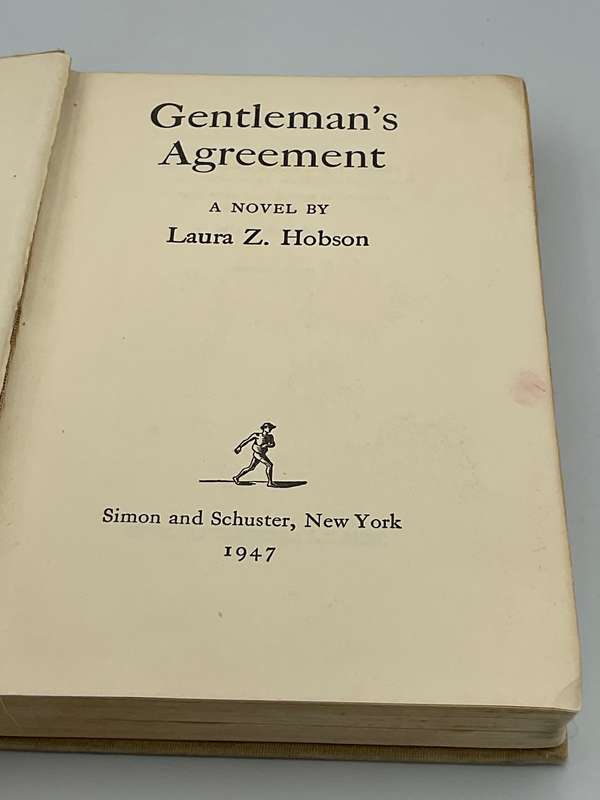 Gentleman's
Agreement
A NOVEL BY
Laura Z. Hobson
Simon and Schuster, New York
1947